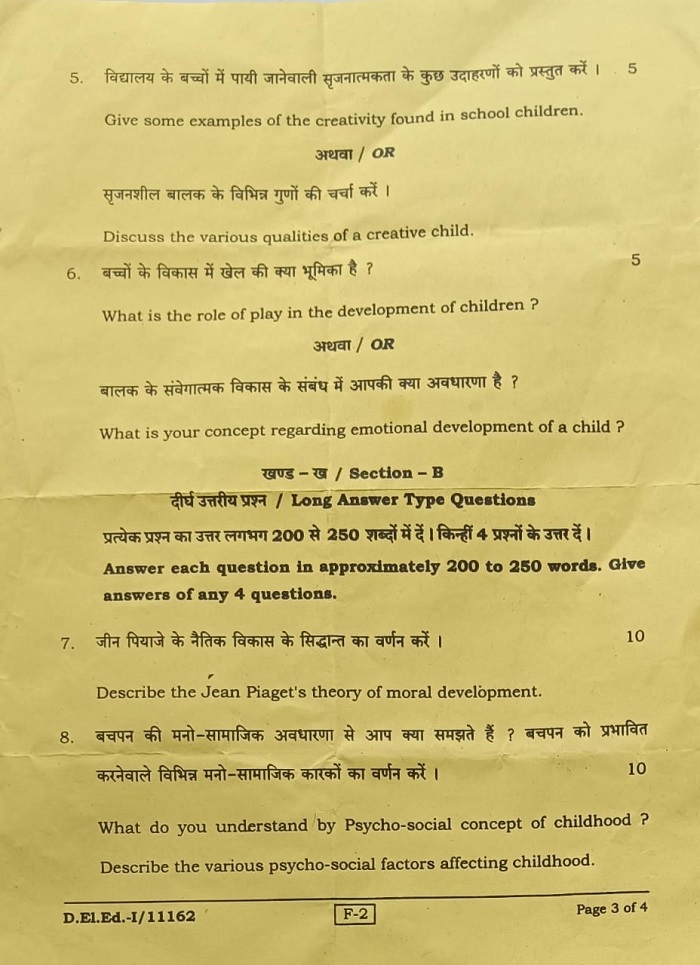 5. विद्यालय के बच्चों में पायी जानेवाली सृजनात्मकता के कुछ उदाहरणों को प्रस्तुत करें । 5
Give some examples of the creativity found in school children.
अथवा / OR
सृजनशील बालक के विभिन्न गुणों की चर्चा करें ।
Discuss the various qualities of a creative child.
6. बच्चों के विकास में खेल की क्या भूमिका है ? 5
What is the role of play in the development of children ?
अथवा / OR
बालक के संवेगात्मक विकास के संबंध में आपकी क्या अवधारणा है ?
What is your concept regarding emotional development of a child ?
खण्ड – ख / Section – B
दीर्घ उत्तरीय प्रश्न / Long Answer Type Questions
प्रत्येक प्रश्न का उत्तर लगभग 200 से 250 शब्दों में दें । किन्हीं 4 प्रश्नों के उत्तर दें ।
Answer each question in approximately 200 to 250 words. Give
answers of any 4 questions.
7. जीन पियाजे के नैतिक विकास के सिद्धान्त का वर्णन करें । 10
Describe the Jean Piaget's theory of moral development.
8. बचपन की मनो-सामाजिक अवधारणा से आप क्या समझते हैं ? बचपन को प्रभावित
करनेवाले विभिन्न मनो-सामाजिक कारकों का वर्णन करें । 10
What do you understand by Psycho-social concept of childhood ?
Describe the various psycho-social factors affecting childhood.
D.El.Ed.-I/11162 F-2 Page 3 of 4